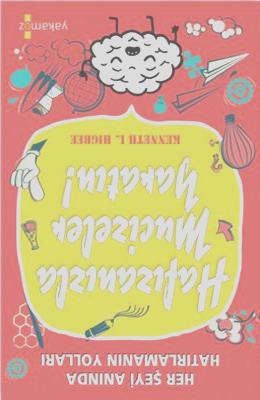 yakamoz
KENNETH L. HIGBEE
Hafızanızla
Mucizeler
Yaratın!
HER ŞEYİ ANINDA
HATIRLAMANIN YOLLARI